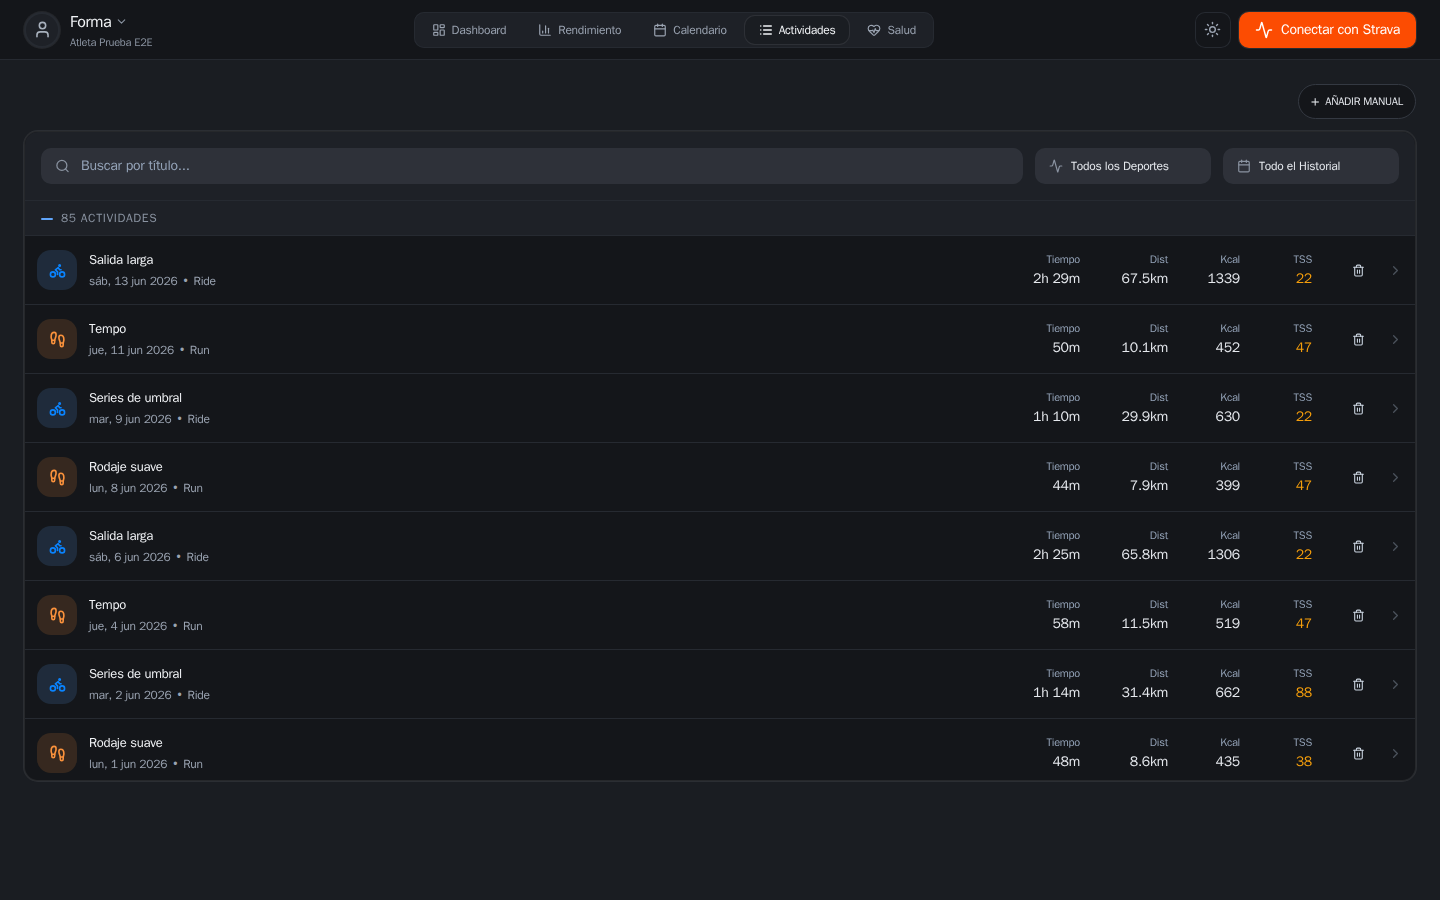 Forma
Atleta Prueba E2E
Dashboard
Rendimiento
Calendario
Actividades
Salud
Conectar con Strava
+ AÑADIR MANUAL
Buscar por título...
Todos los Deportes
Todo el Historial
85 ACTIVIDADES
Salida larga
sáb, 13 jun 2026 • Ride
Tiempo Dist Kcal TSS
2h 29m 67.5km 1339 22
Tempo
jue, 11 jun 2026 • Run
Tiempo Dist Kcal TSS
50m 10.1km 452 47
Series de umbral
mar, 9 jun 2026 • Ride
Tiempo Dist Kcal TSS
1h 10m 29.9km 630 22
Rodaje suave
lun, 8 jun 2026 • Run
Tiempo Dist Kcal TSS
44m 7.9km 399 47
Salida larga
sáb, 6 jun 2026 • Ride
Tiempo Dist Kcal TSS
2h 25m 65.8km 1306 22
Tempo
jue, 4 jun 2026 • Run
Tiempo Dist Kcal TSS
58m 11.5km 519 47
Series de umbral
mar, 2 jun 2026 • Ride
Tiempo Dist Kcal TSS
1h 14m 31.4km 662 88
Rodaje suave
lun, 1 jun 2026 • Run
Tiempo Dist Kcal TSS
48m 8.6km 435 38